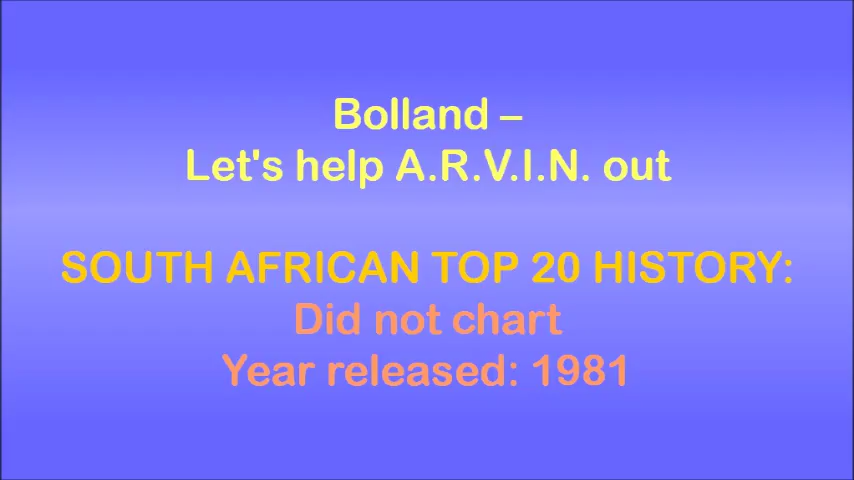 Bolland –
Let's help A.R.V.I.N. out
SOUTH AFRICAN TOP 20 HISTORY:
Did not chart
Year released: 1981